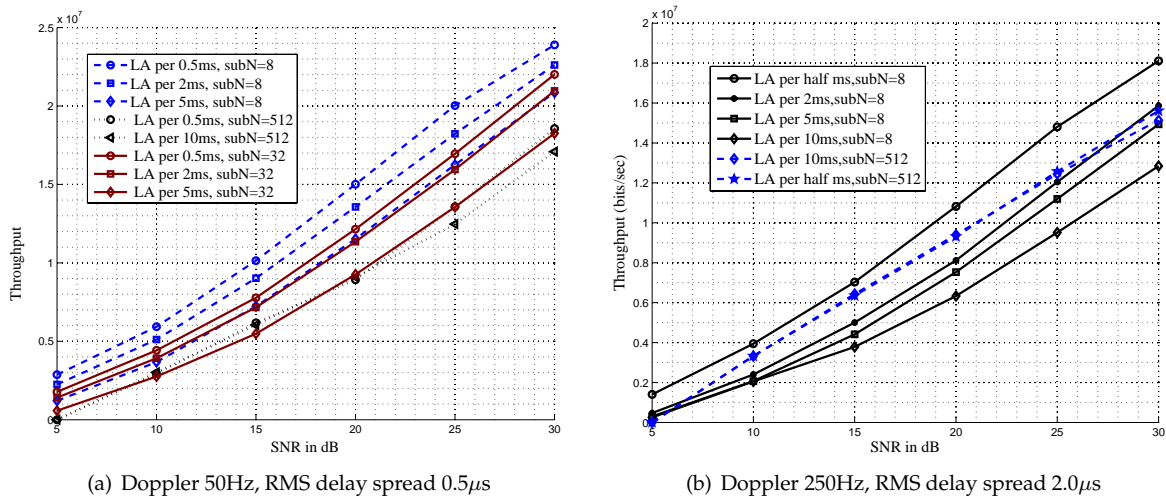 x 10⁷
2.5
2
1.5
1
0.5
0
5
10
15
20
25
30
Throughput
SNR in dB
LA per 0.5ms, subN=8
LA per 2ms, subN=8
LA per 5ms, subN=8
LA per 0.5ms, subN=512
LA per 10ms, subN=512
LA per 0.5ms, subN=32
LA per 2ms, subN=32
LA per 5ms, subN=32
(a) Doppler 50Hz, RMS delay spread 0.5μs
x 10⁷
2
1.8
1.6
1.4
1.2
1
0.8
0.6
0.4
0.2
0
5
10
15
20
25
30
Throughput (bits/sec)
SNR in dB
LA per half ms,subN=8
LA per 2ms,subN=8
LA per 5ms,subN=8
LA per 10ms,subN=8
LA per 10ms,subN=512
LA per half ms,subN=512
(b) Doppler 250Hz, RMS delay spread 2.0μs